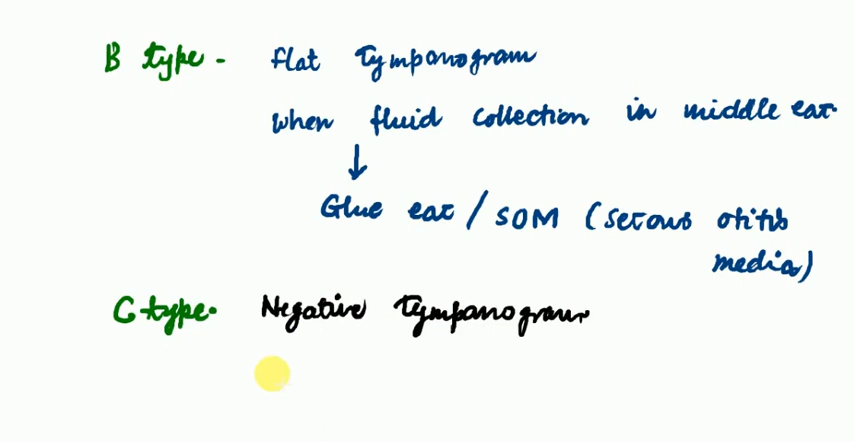 B type - flat Tympanogram
when fluid collection in middle ear.
↓
Glue ear / SOM (serous otitis
media)
C type. Negative Tympanogram